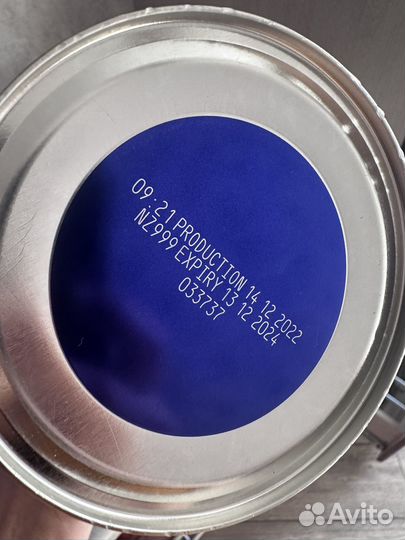 09:21 PRODUCTION 14 12 2022
NZ999 EXPIRY 13 12 2024
033737
Avito